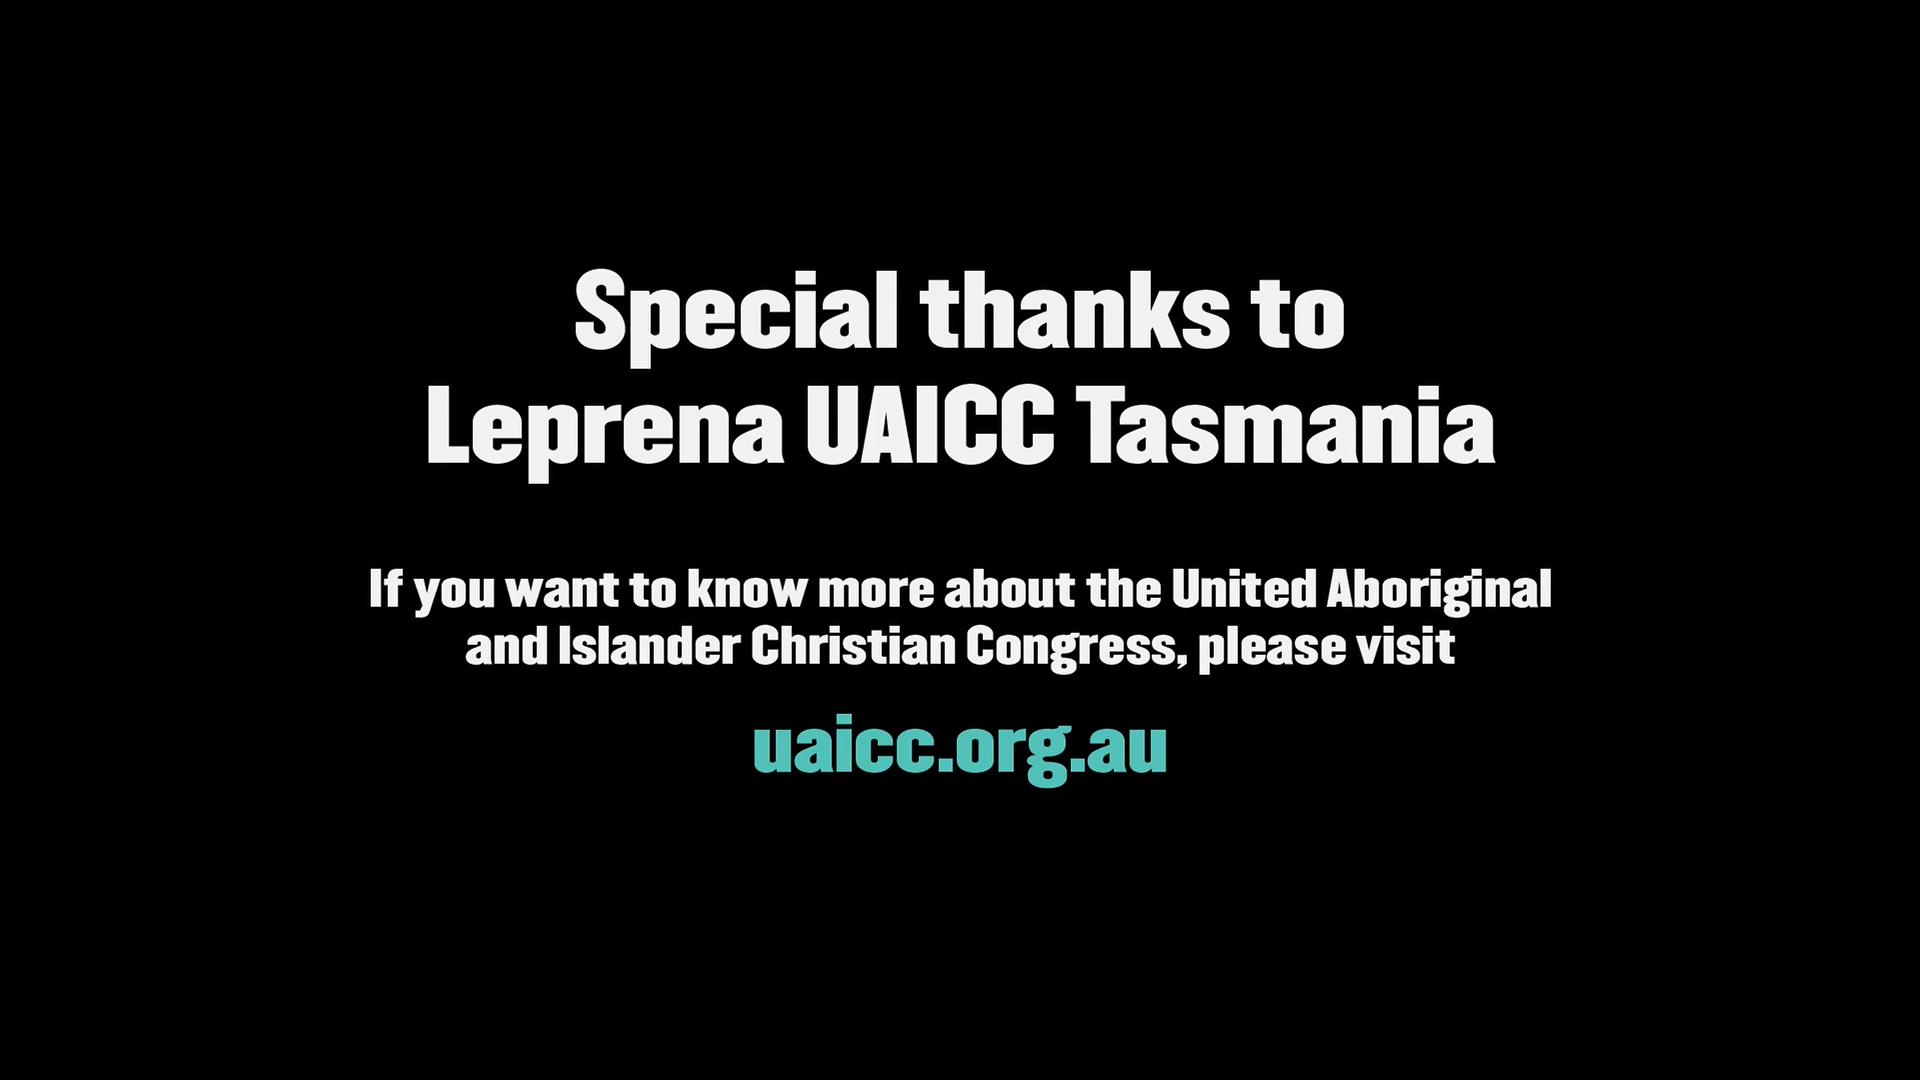 Special thanks to
Leprena UAICC Tasmania
If you want to know more about the United Aboriginal
and Islander Christian Congress, please visit
uaicc.org.au